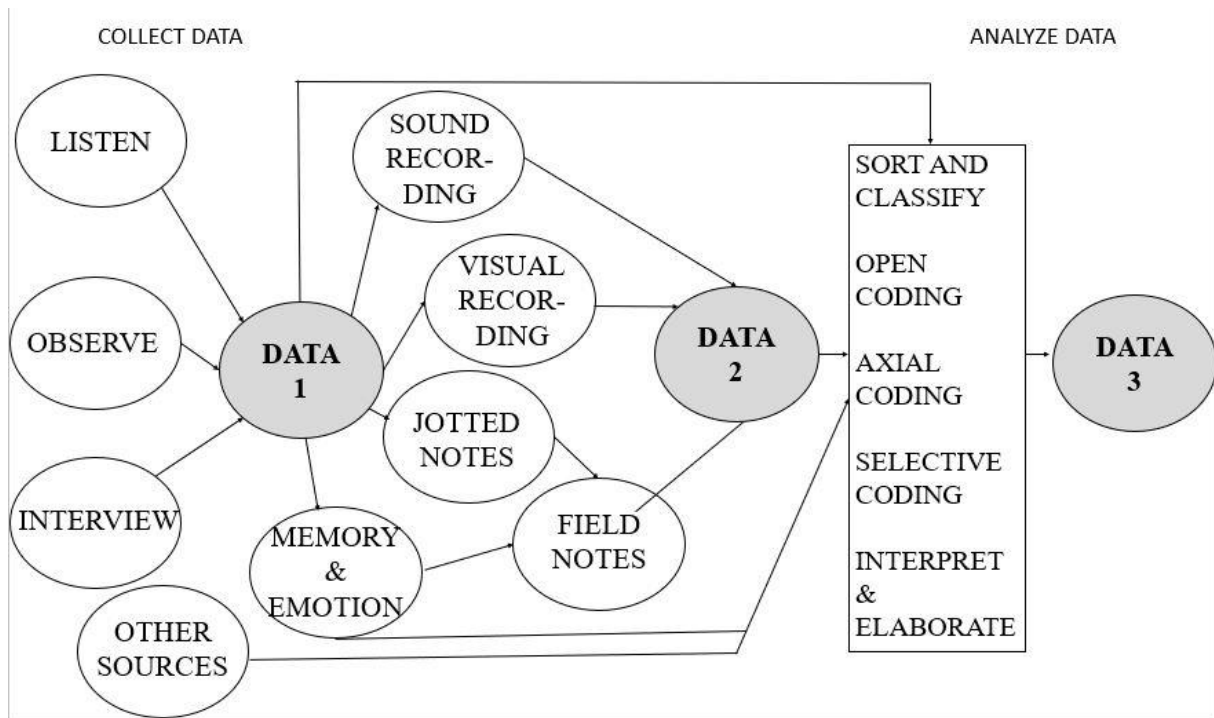 COLLECT DATA
ANALYZE DATA
LISTEN
OBSERVE
INTERVIEW
OTHER
SOURCES
DATA
1
SOUND
RECOR-
DING
VISUAL
RECOR-
DING
JOTTED
NOTES
MEMORY
&
EMOTION
FIELD
NOTES
DATA
2
SORT AND
CLASSIFY
OPEN
CODING
AXIAL
CODING
SELECTIVE
CODING
INTERPRET
&
ELABORATE
DATA
3